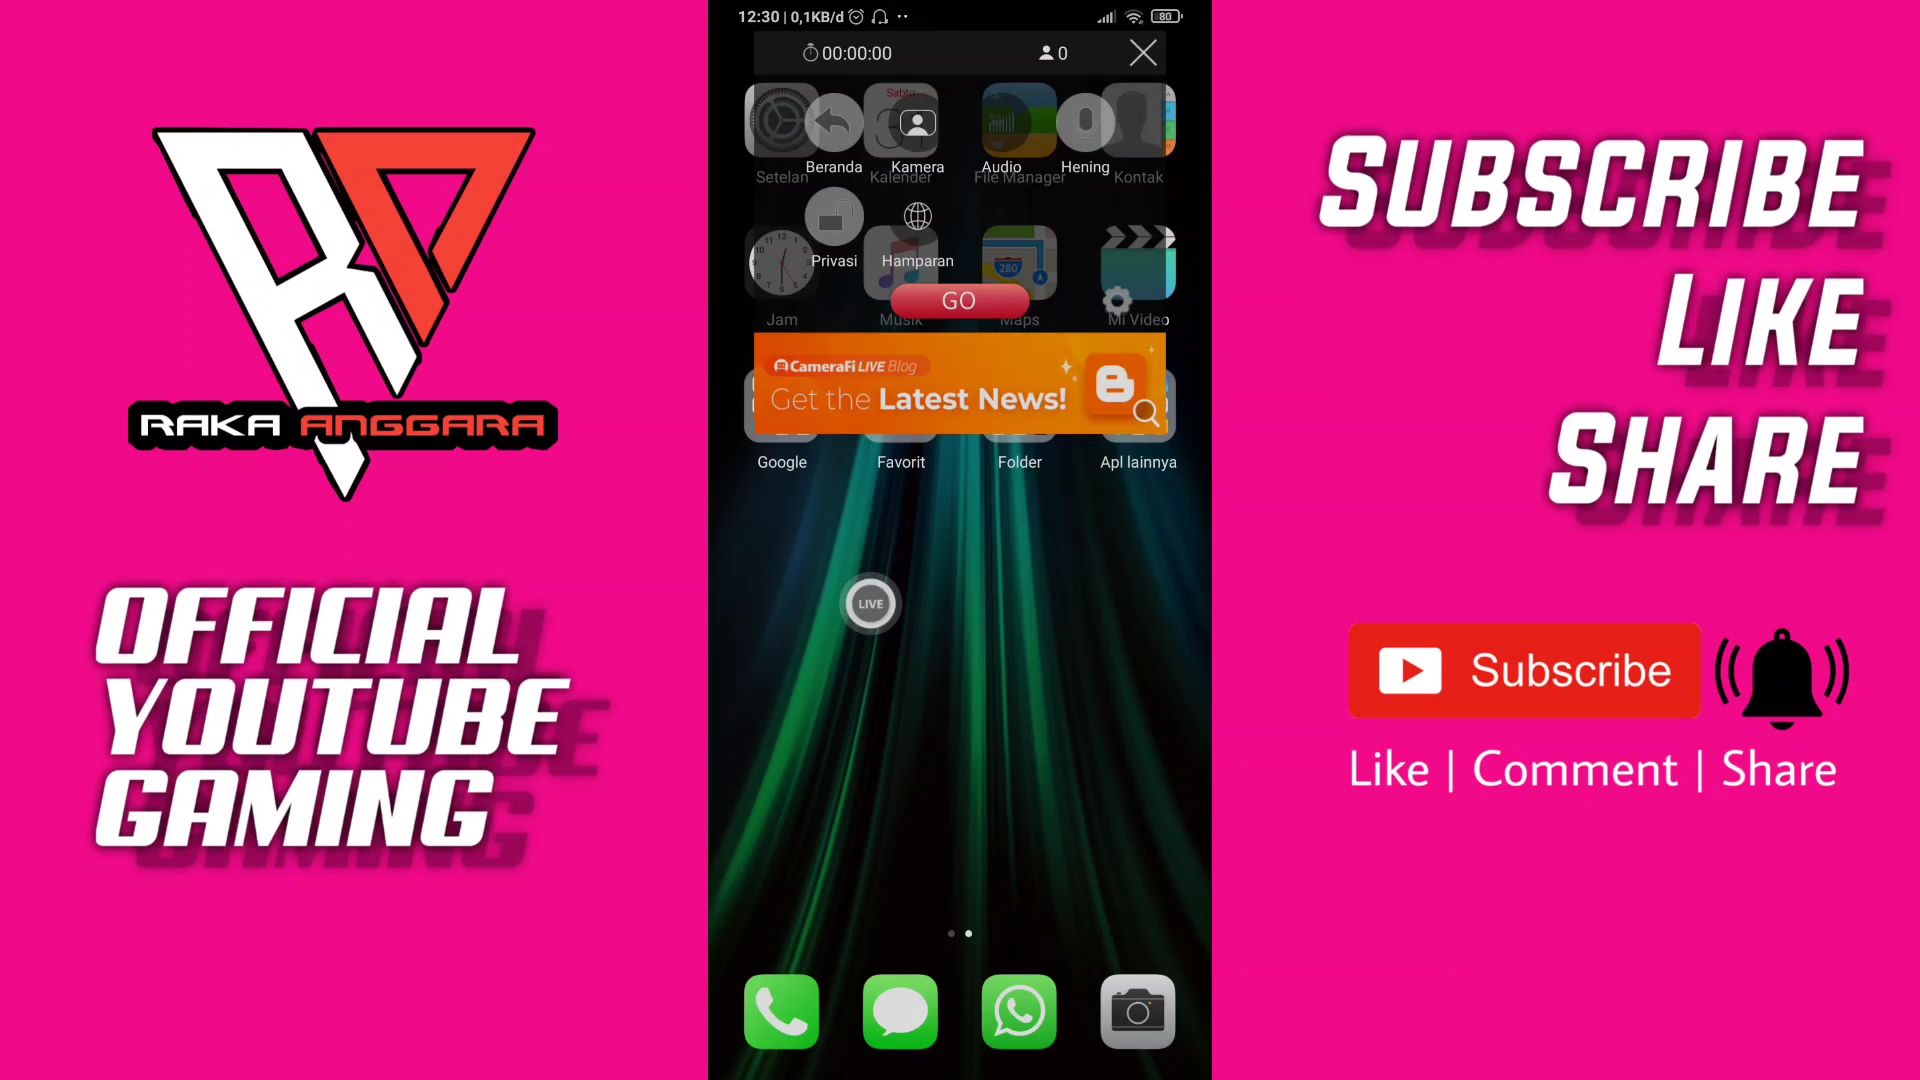 RAKA ANGGARA
OFFICIAL
YOUTUBE
GAMING
12:30 | 0,1KB/d
80
00:00:00
0
Sabtu
Beranda
Kamera
Audio
Hening
Setelan
Kalender
File Manager
Kontak
Privasi
Hamparan
280
GO
Jam
Musik
Maps
Mi Video
CameraFi LIVE Blog
Get the Latest News!
Google
Favorit
Folder
Apl lainnya
LIVE
SUBSCRIBE
LIKE
SHARE
Subscribe
Like | Comment | Share